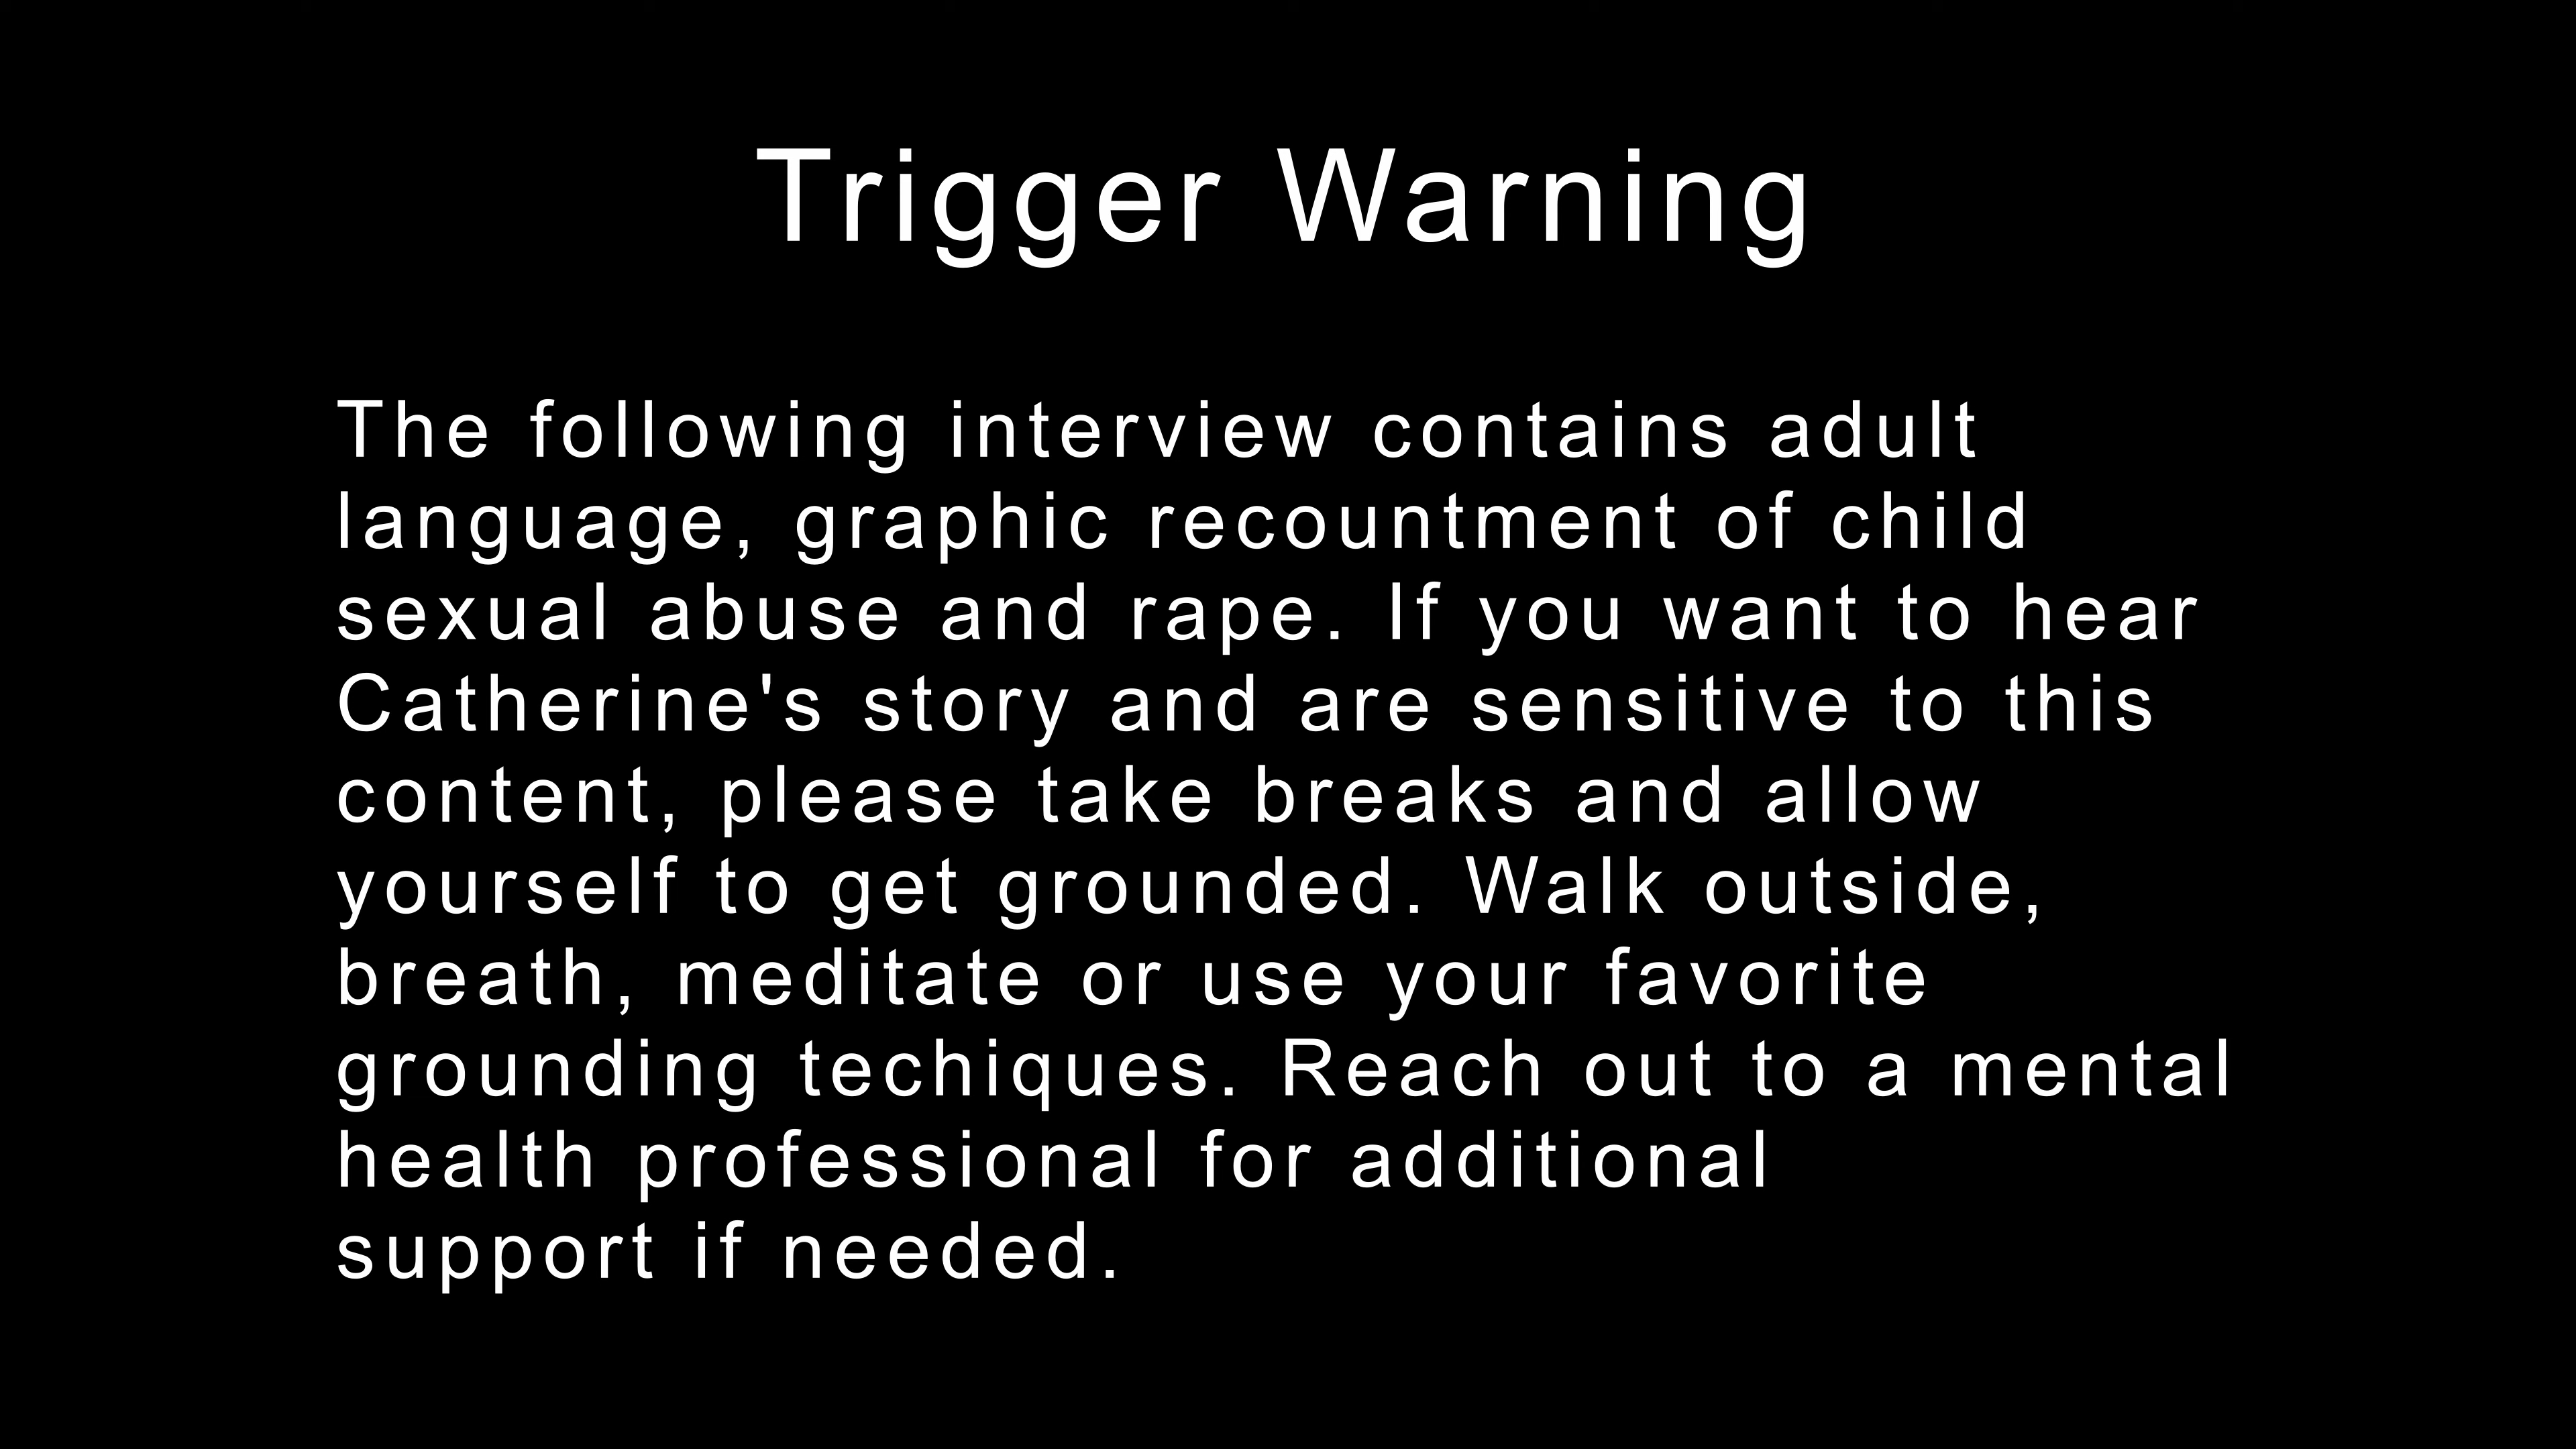 Trigger Warning
The following interview contains adult
language, graphic recountment of child
sexual abuse and rape. If you want to hear
Catherine's story and are sensitive to this
content, please take breaks and allow
yourself to get grounded. Walk outside,
breath, meditate or use your favorite
grounding techiques. Reach out to a mental
health professional for additional
support if needed.